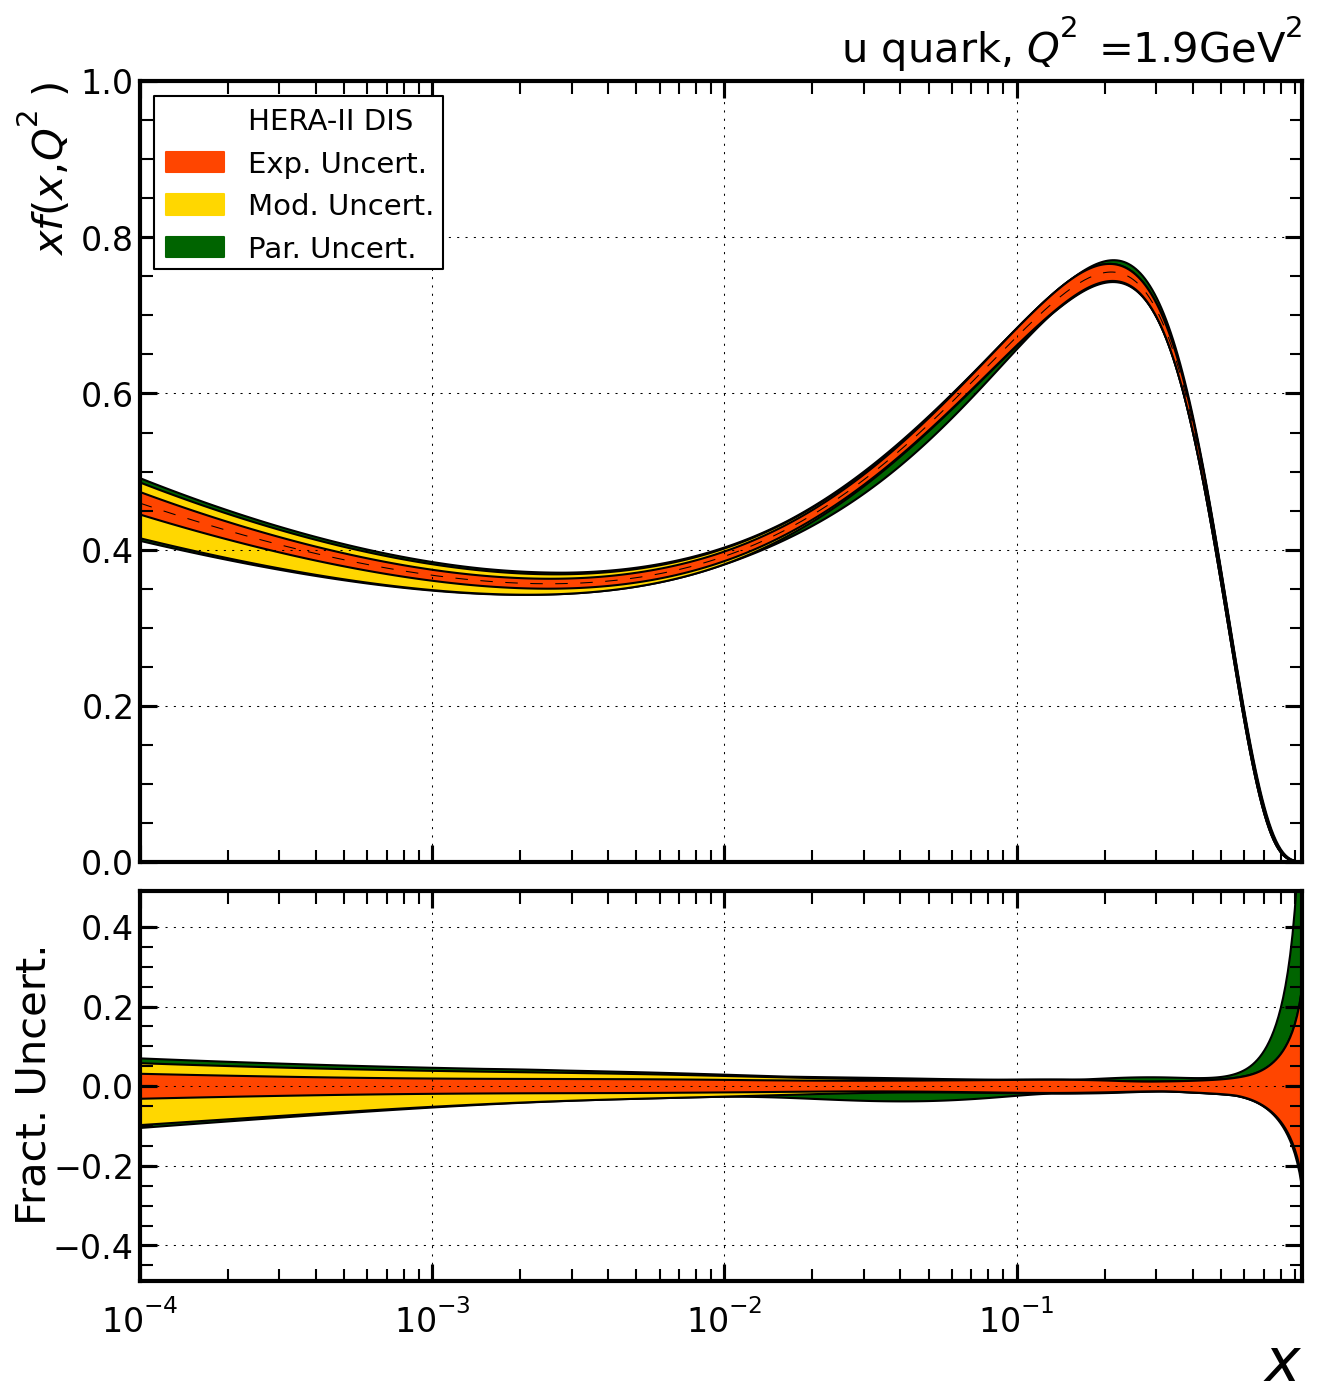 u quark, Q² =1.9GeV²
xf(x,Q²)
1.0
0.8
0.6
0.4
0.2
0.0
HERA-II DIS
Exp. Uncert.
Mod. Uncert.
Par. Uncert.
Fract. Uncert.
0.4
0.2
0.0
−0.2
−0.4
10⁻⁴ 10⁻³ 10⁻² 10⁻¹
x